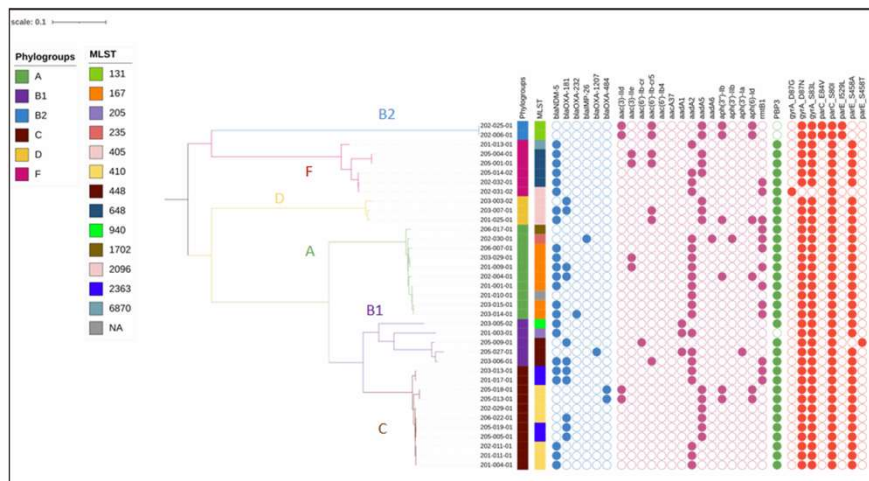 scale: 0.1
Phylogroups
A
B1
B2
C
D
F
MLST
131
167
205
235
405
410
448
648
940
1702
2096
2363
6870
NA
B2
F
D
A
B1
C
Phylogroups
MLST
blaNDM-5
blaOXA-181
blaOXA-232
blaIMP-26
blaOXA-1207
blaOXA-484
aac(3)-IId
aac(3)-IIe
aac(6')-Ib-cr
aac(6')-Ib-cr5
aac(6')-Ib4
aacA37
aadA1
aadA2
aadA5
aadA6
aph(3'')-Ib
aph(3')-IIb
aph(3')-Ia
aph(6)-Id
rmtB1
PBP3
gyrA_D87G
gyrA_D87N
gyrA_S83L
parC_E84V
parC_S80I
parE_I529L
parE_S458A
parE_S458T
202-025-01
202-006-01
201-013-01
205-004-01
205-001-01
205-014-02
202-032-01
202-031-02
203-003-02
203-007-01
201-025-01
206-017-01
202-030-01
206-007-01
203-029-01
201-009-01
202-004-01
201-001-01
201-010-01
203-015-01
203-014-01
203-005-02
201-003-01
205-009-01
205-027-01
203-006-01
203-013-01
201-017-01
205-018-01
205-013-01
202-029-01
206-022-01
205-019-01
205-005-01
202-011-01
202-011-01
201-004-01